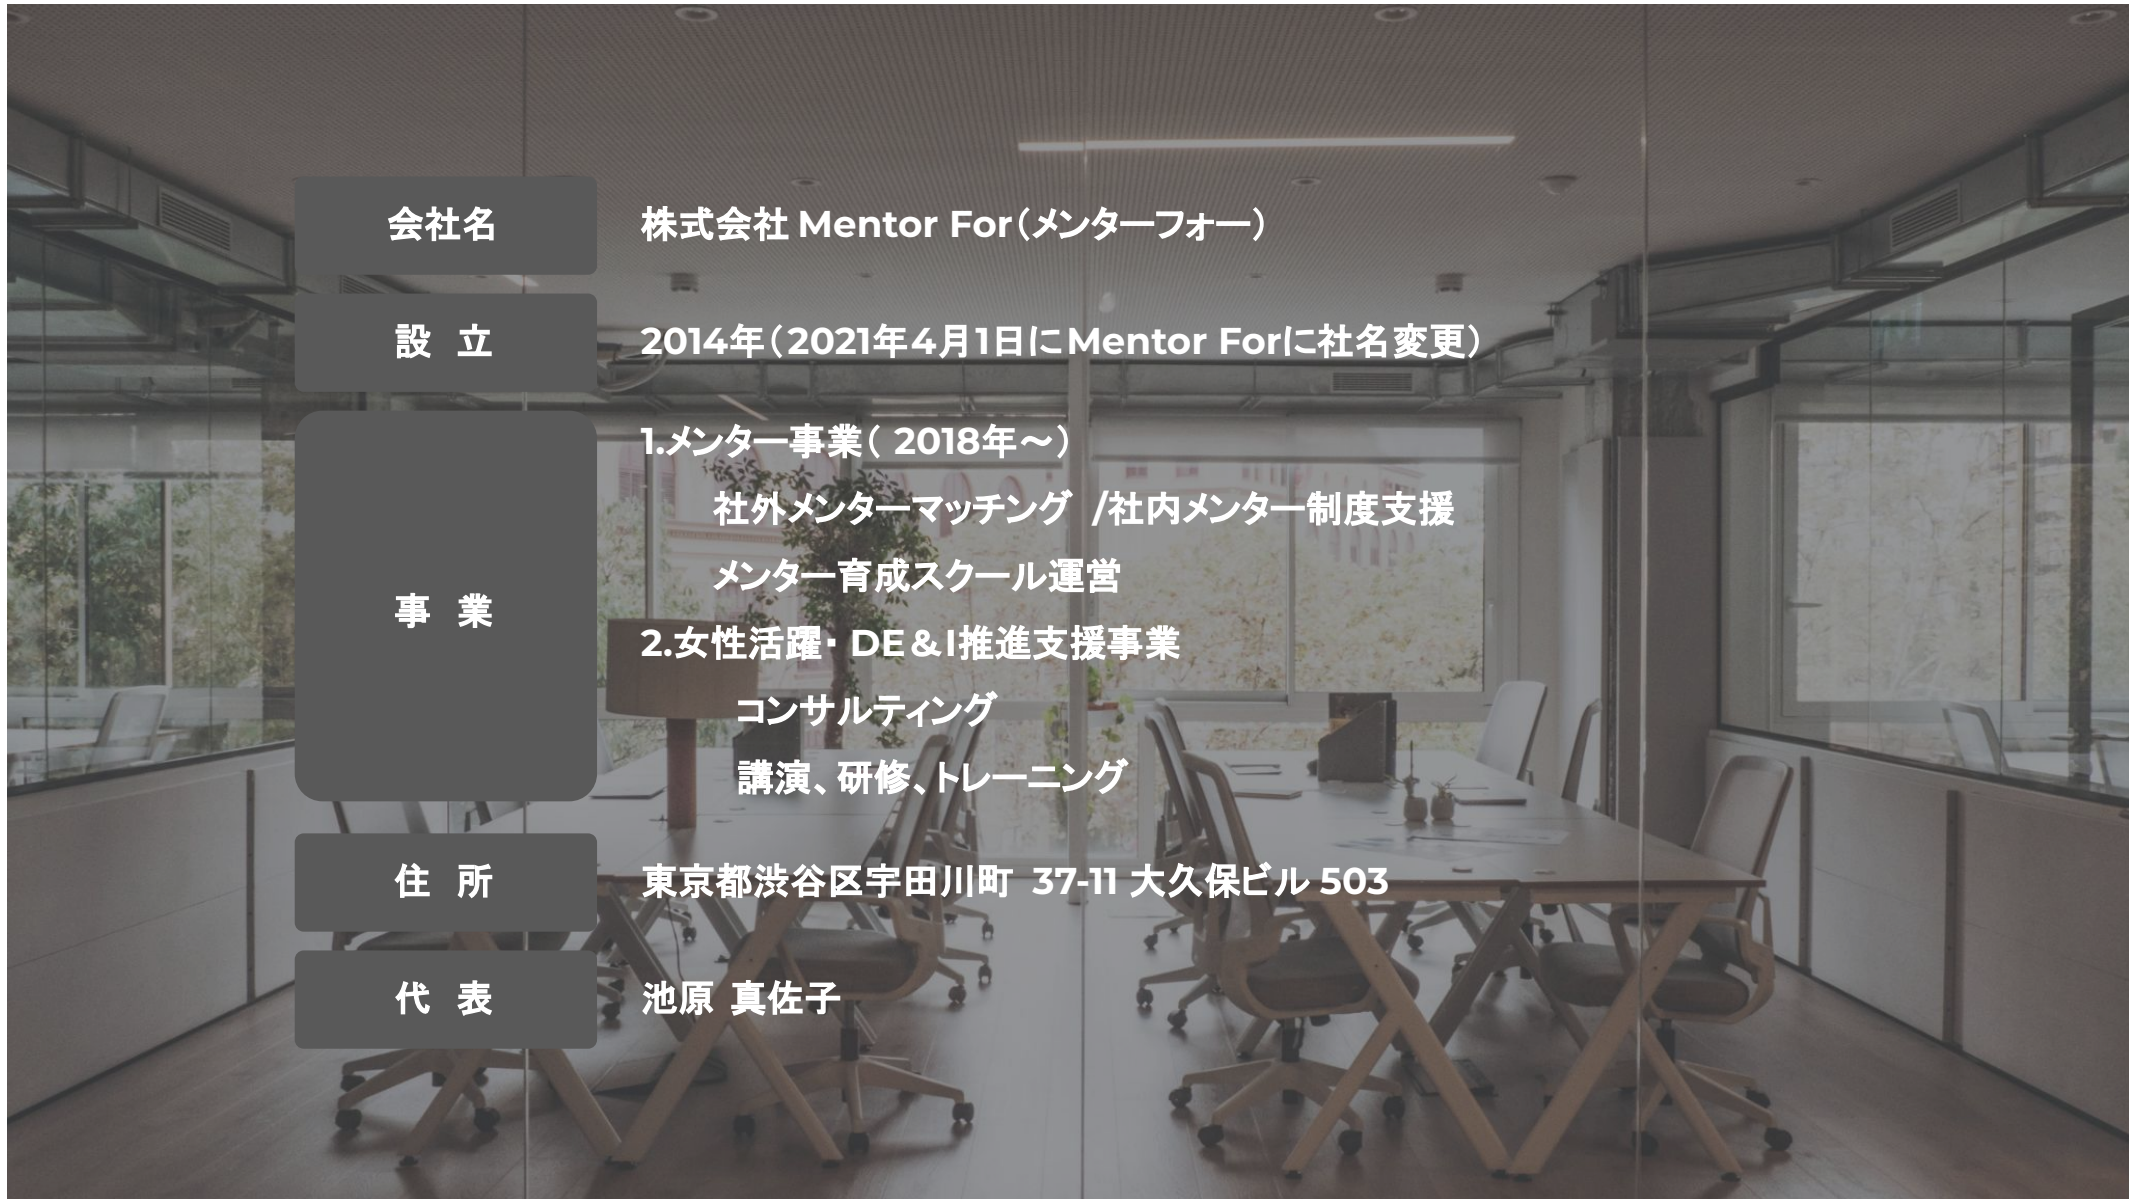 会社名
株式会社 Mentor For（メンターフォー）
設 立
2014年（2021年4月1日にMentor Forに社名変更）
事 業
1.メンター事業（ 2018年～）
社外メンターマッチング /社内メンター制度支援
メンター育成スクール運営
2.女性活躍・ DE＆I推進支援事業
コンサルティング
講演、研修、トレーニング
住 所
東京都渋谷区宇田川町 37-11 大久保ビル 503
代 表
池原 真佐子